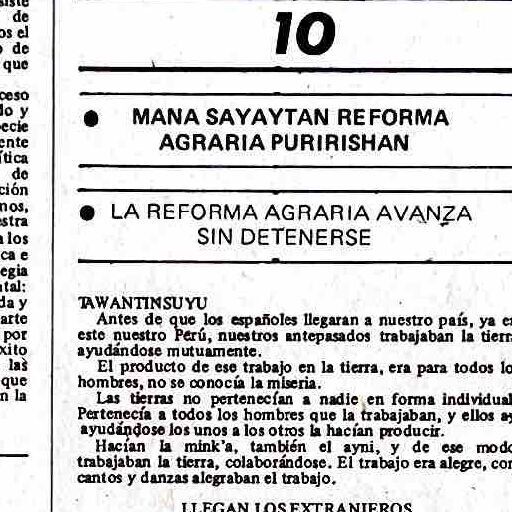 siste
de
os el
o de
que
ceso
lo y
ecie
ente
ítica
de
ción
nos,
estra
a los
ca e
egia
ntal:
da y
arte
por
xito
las
que
n la
10
● MANA SAYAYTAN REFORMA
AGRARIA PURIRISHAN
● LA REFORMA AGRARIA AVANZA
SIN DETENERSE
TAWANTINSUYU
Antes de que los españoles llegaran a nuestro país, ya e
este nuestro Perú, nuestros antepasados trabajaban la tierr
ayudándose mutuamente.
El producto de ese trabajo en la tierra, era para todos lo
hombres, no se conocía la miseria.
Las tierras no pertenecían a nadie en forma individual
Pertenecía a todos los hombres que la trabajaban, y ellos ay
ayudándose los unos a los otros la hacían producir.
Hacían la mink'a, también el ayni, y de ese modo
trabajaban la tierra, colaborándose. El trabajo era alegre, con
cantos y danzas alegraban el trabajo.
LLEGAN LOS EXTRANJEROS